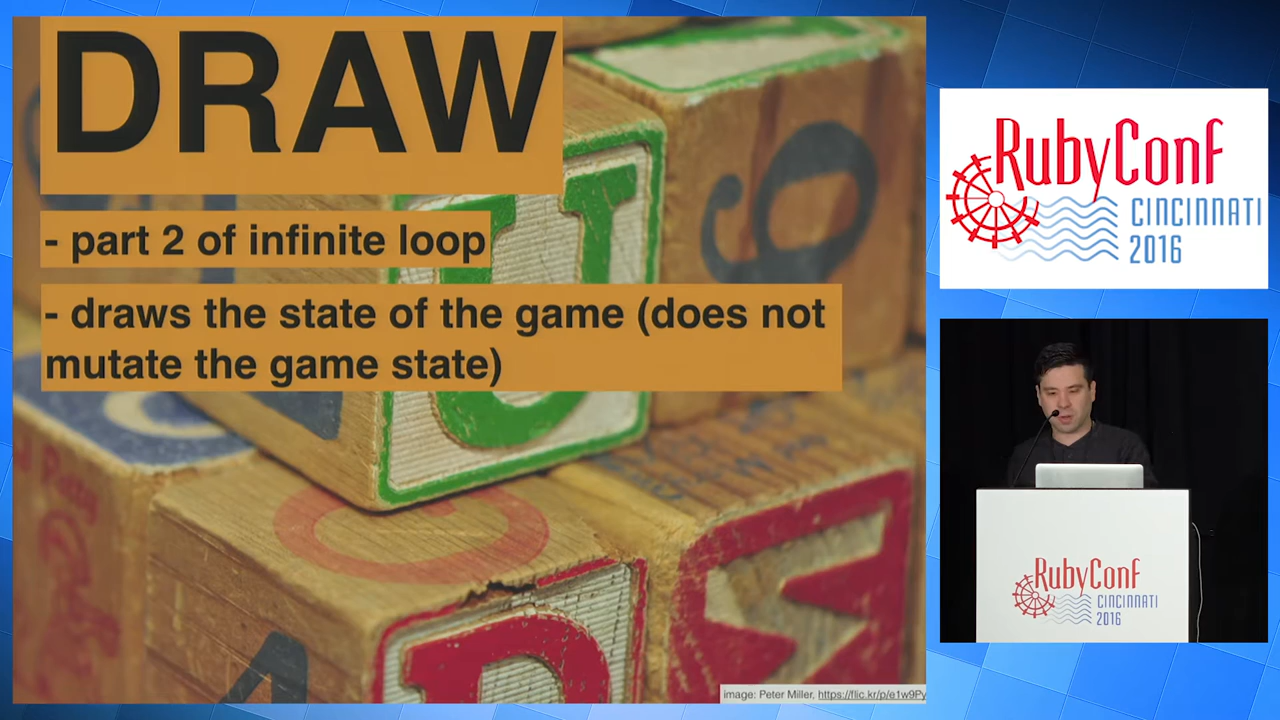 DRAW
- part 2 of infinite loop
- draws the state of the game (does not
mutate the game state)
image: Peter Miller, https://flic.kr/p/e1w9Py
RubyConf
CINCINNATI
2016
RubyConf
CINCINNATI
2016